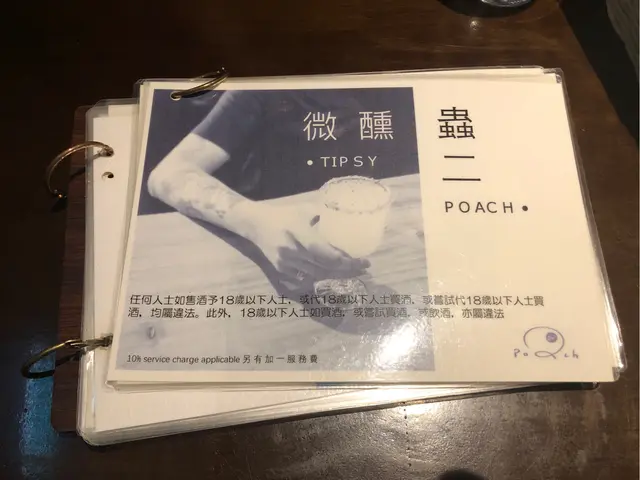 微醺
• TIPSY
蟲
二
POACH •
任何人士如售酒予18歲以下人士，或代18歲以下人士買酒，或嘗試代18歲以下人士買
酒，均屬違法。此外，18歲以下人士如買酒，或嘗試買酒，或飲酒，亦屬違法
10% service charge applicable 另有加一服務費
Poach